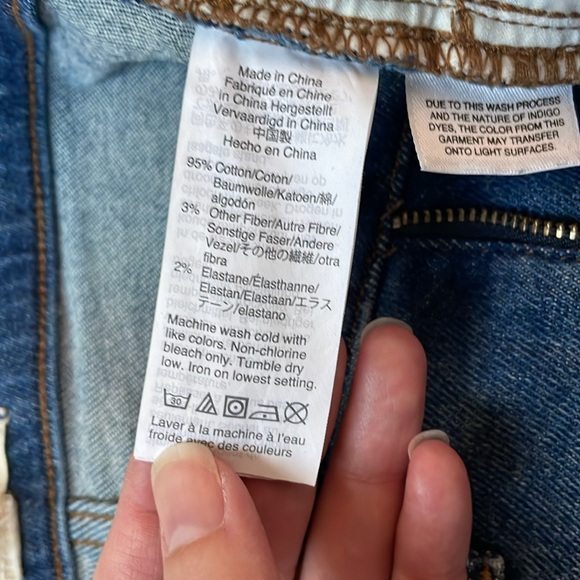 Made in China
Fabriqué en Chine
in China Hergestellt
Vervaardigd in China
中国製
Hecho en China
95% Cotton/Coton/
Baumwolle/Katoen/綿/
algodón
3% Other Fiber/Autre Fibre/
Sonstige Faser/Andere
Vezel/その他の繊維/otra
fibra
2% Elastane/Élasthanne/
Elastan/Elastaan/エラス
テーン/elastano
Machine wash cold with
like colors. Non-chlorine
bleach only. Tumble dry
low. Iron on lowest setting.
30
Laver à la machine à l'eau
froide avec des couleurs
DUE TO THIS WASH PROCESS
AND THE NATURE OF INDIGO
DYES, THE COLOR FROM THIS
GARMENT MAY TRANSFER
ONTO LIGHT SURFACES.